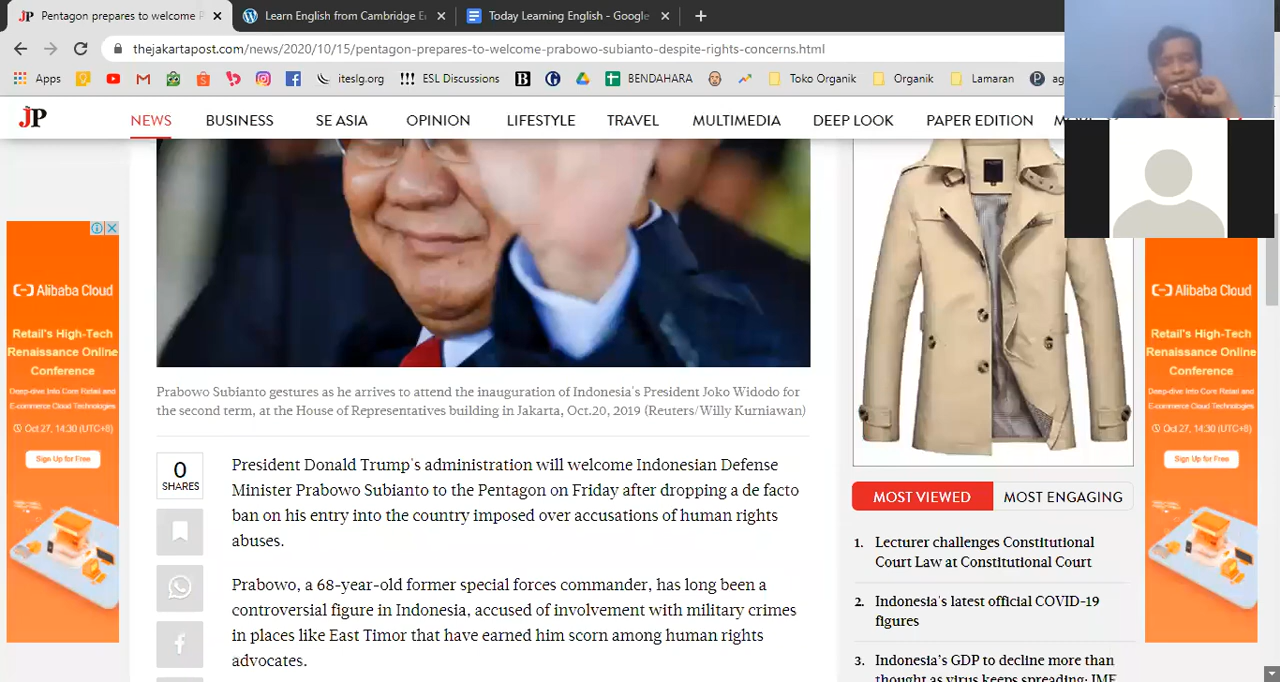 JP Pentagon prepares to welcome P
Learn English from Cambridge E
Today Learning English - Google
thejakartapost.com/news/2020/10/15/pentagon-prepares-to-welcome-prabowo-subianto-despite-rights-concerns.html
Apps
iteslg.org
!!! ESL Discussions
B
BENDAHARA
Toko Organik
Organik
Lamaran
ag
JP
NEWS
BUSINESS
SE ASIA
OPINION
LIFESTYLE
TRAVEL
MULTIMEDIA
DEEP LOOK
PAPER EDITION
Alibaba Cloud
Retail's High-Tech
Renaissance Online
Conference
Deep-dive Into Core Retail and
E-commerce Cloud Technologies
Oct 27, 14:30 (UTC+8)
Sign Up for Free
Prabowo Subianto gestures as he arrives to attend the inauguration of Indonesia's President Joko Widodo for
the second term, at the House of Representatives building in Jakarta, Oct.20, 2019 (Reuters/Willy Kurniawan)
0
SHARES
President Donald Trump's administration will welcome Indonesian Defense
Minister Prabowo Subianto to the Pentagon on Friday after dropping a de facto
ban on his entry into the country imposed over accusations of human rights
abuses.
Prabowo, a 68-year-old former special forces commander, has long been a
controversial figure in Indonesia, accused of involvement with military crimes
in places like East Timor that have earned him scorn among human rights
advocates.
MOST VIEWED
MOST ENGAGING
1. Lecturer challenges Constitutional
Court Law at Constitutional Court
2. Indonesia's latest official COVID-19
figures
3. Indonesia's GDP to decline more than
thought as virus keeps spreading: IMF
Alibaba Cloud
Retail's High-Tech
Renaissance Online
Conference
Deep-dive Into Core Retail and
E-commerce Cloud Technologies
Oct 27, 14:30 (UTC+8)
Sign Up for Free